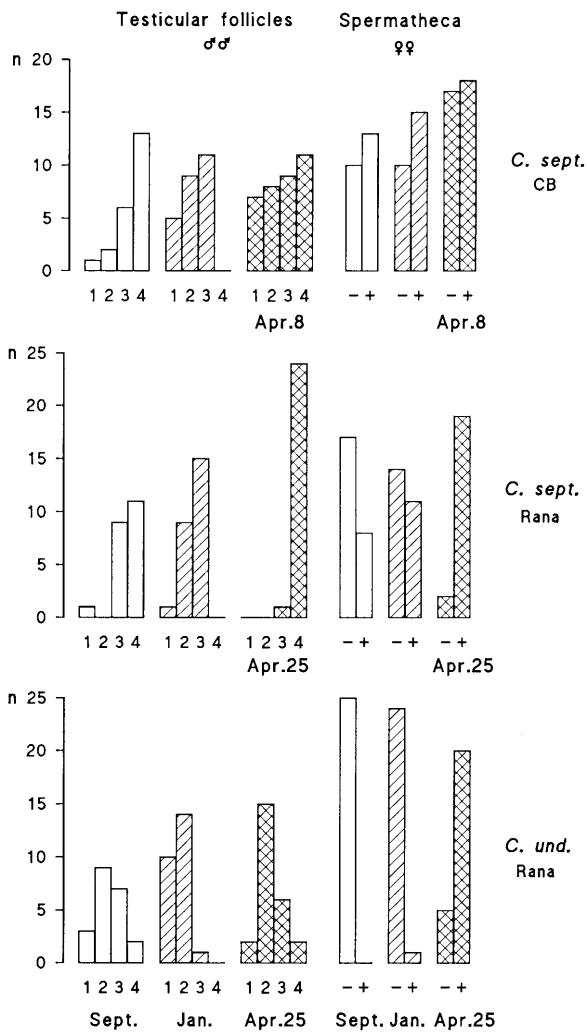 Testicular follicles Spermatheca
♂♂ ♀♀
n 20
15
10
5
0
1 2 3 4 1 2 3 4 1 2 3 4 − + − + − +
Apr.8 Apr.8
C. sept.
CB
n 25
20
15
10
5
0
1 2 3 4 1 2 3 4 1 2 3 4 − + − + − +
Apr.25 Apr.25
C. sept.
Rana
n 25
20
15
10
5
0
1 2 3 4 1 2 3 4 1 2 3 4 − + − + − +
Sept. Jan. Apr.25 Sept. Jan. Apr.25
C. und.
Rana